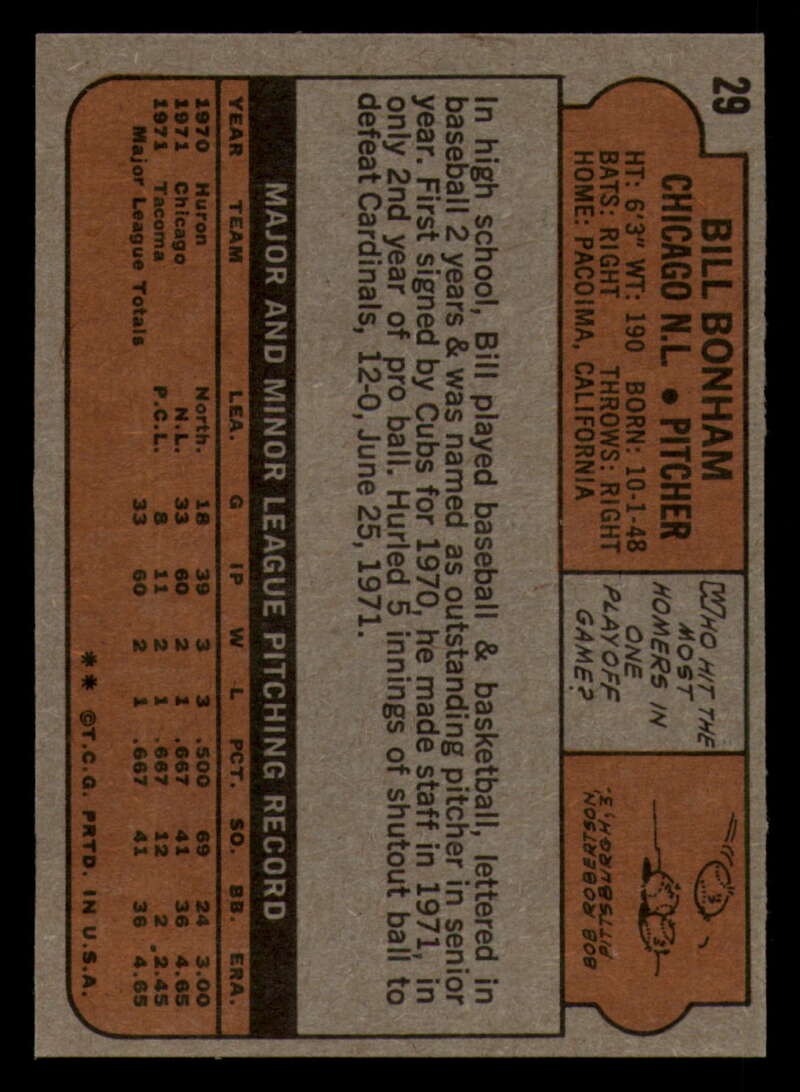 29
BILL BONHAM
CHICAGO N.L. • PITCHER
HT: 6'3" WT: 190 BORN: 10-1-48
BATS: RIGHT THROWS: RIGHT
HOME: PACOIMA, CALIFORNIA
WHO HIT THE
MOST
HOMERS IN
ONE
PLAYOFF
GAME?
BOB ROBERTSON,
PITTSBURGH, 3.
In high school, Bill played baseball & basketball, lettered in
baseball 2 years & was named as outstanding pitcher in senior
year. First signed by Cubs for 1970, he made staff in 1971, in
only 2nd year of pro ball. Hurled 5 innings of shutout ball to
defeat Cardinals, 12-0, June 25, 1971.
MAJOR AND MINOR LEAGUE PITCHING RECORD
YEAR TEAM LEA. G IP W L PCT. SO. BB. ERA.
1970 Huron North. 18 39 3 3 .500 69 24 3.00
1971 Chicago N.L. 33 60 2 1 .667 41 36 4.65
1971 Tacoma P.C.L. 8 11 2 1 .667 12 2 2.45
Major League Totals 33 60 2 1 .667 41 36 4.65
** ©T.C.G. PRTD. IN U.S.A.